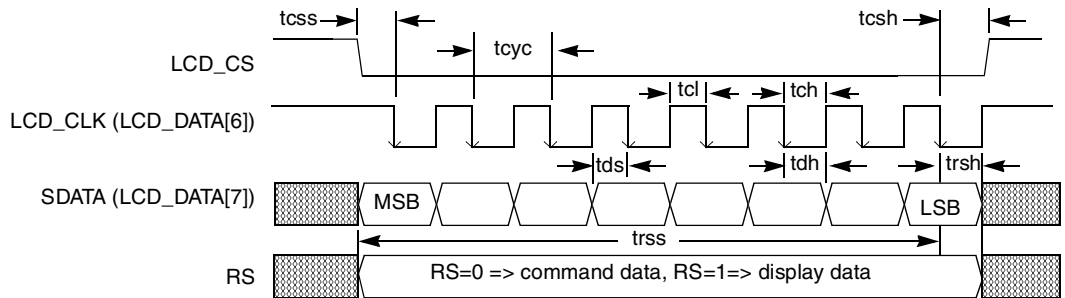 tcss
tcsh
LCD_CS
tcyc
tcl
tch
LCD_CLK (LCD_DATA[6])
tds
tdh
trsh
SDATA (LCD_DATA[7])
MSB
LSB
trss
RS
RS=0 => command data, RS=1=> display data